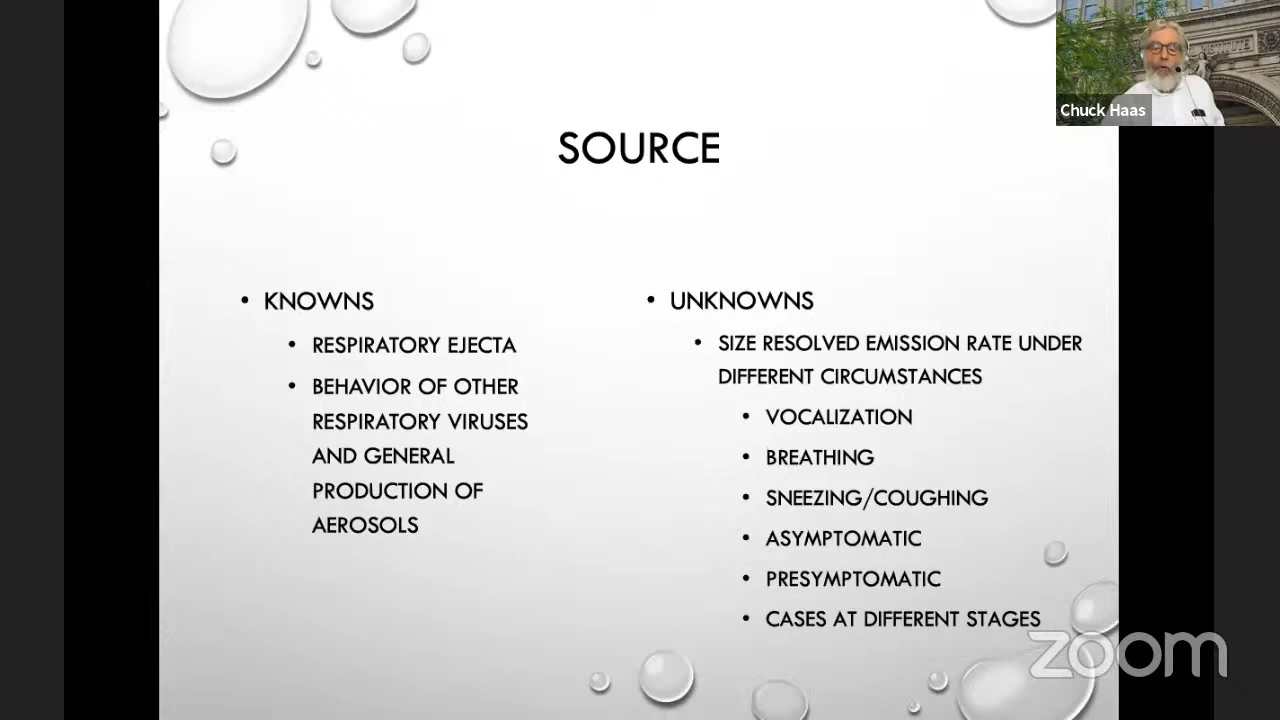 Chuck Haas
SOURCE
• KNOWNS
• RESPIRATORY EJECTA
• BEHAVIOR OF OTHER
RESPIRATORY VIRUSES
AND GENERAL
PRODUCTION OF
AEROSOLS
• UNKNOWNS
• SIZE RESOLVED EMISSION RATE UNDER
DIFFERENT CIRCUMSTANCES
• VOCALIZATION
• BREATHING
• SNEEZING/COUGHING
• ASYMPTOMATIC
• PRESYMPTOMATIC
• CASES AT DIFFERENT STAGES
zoom